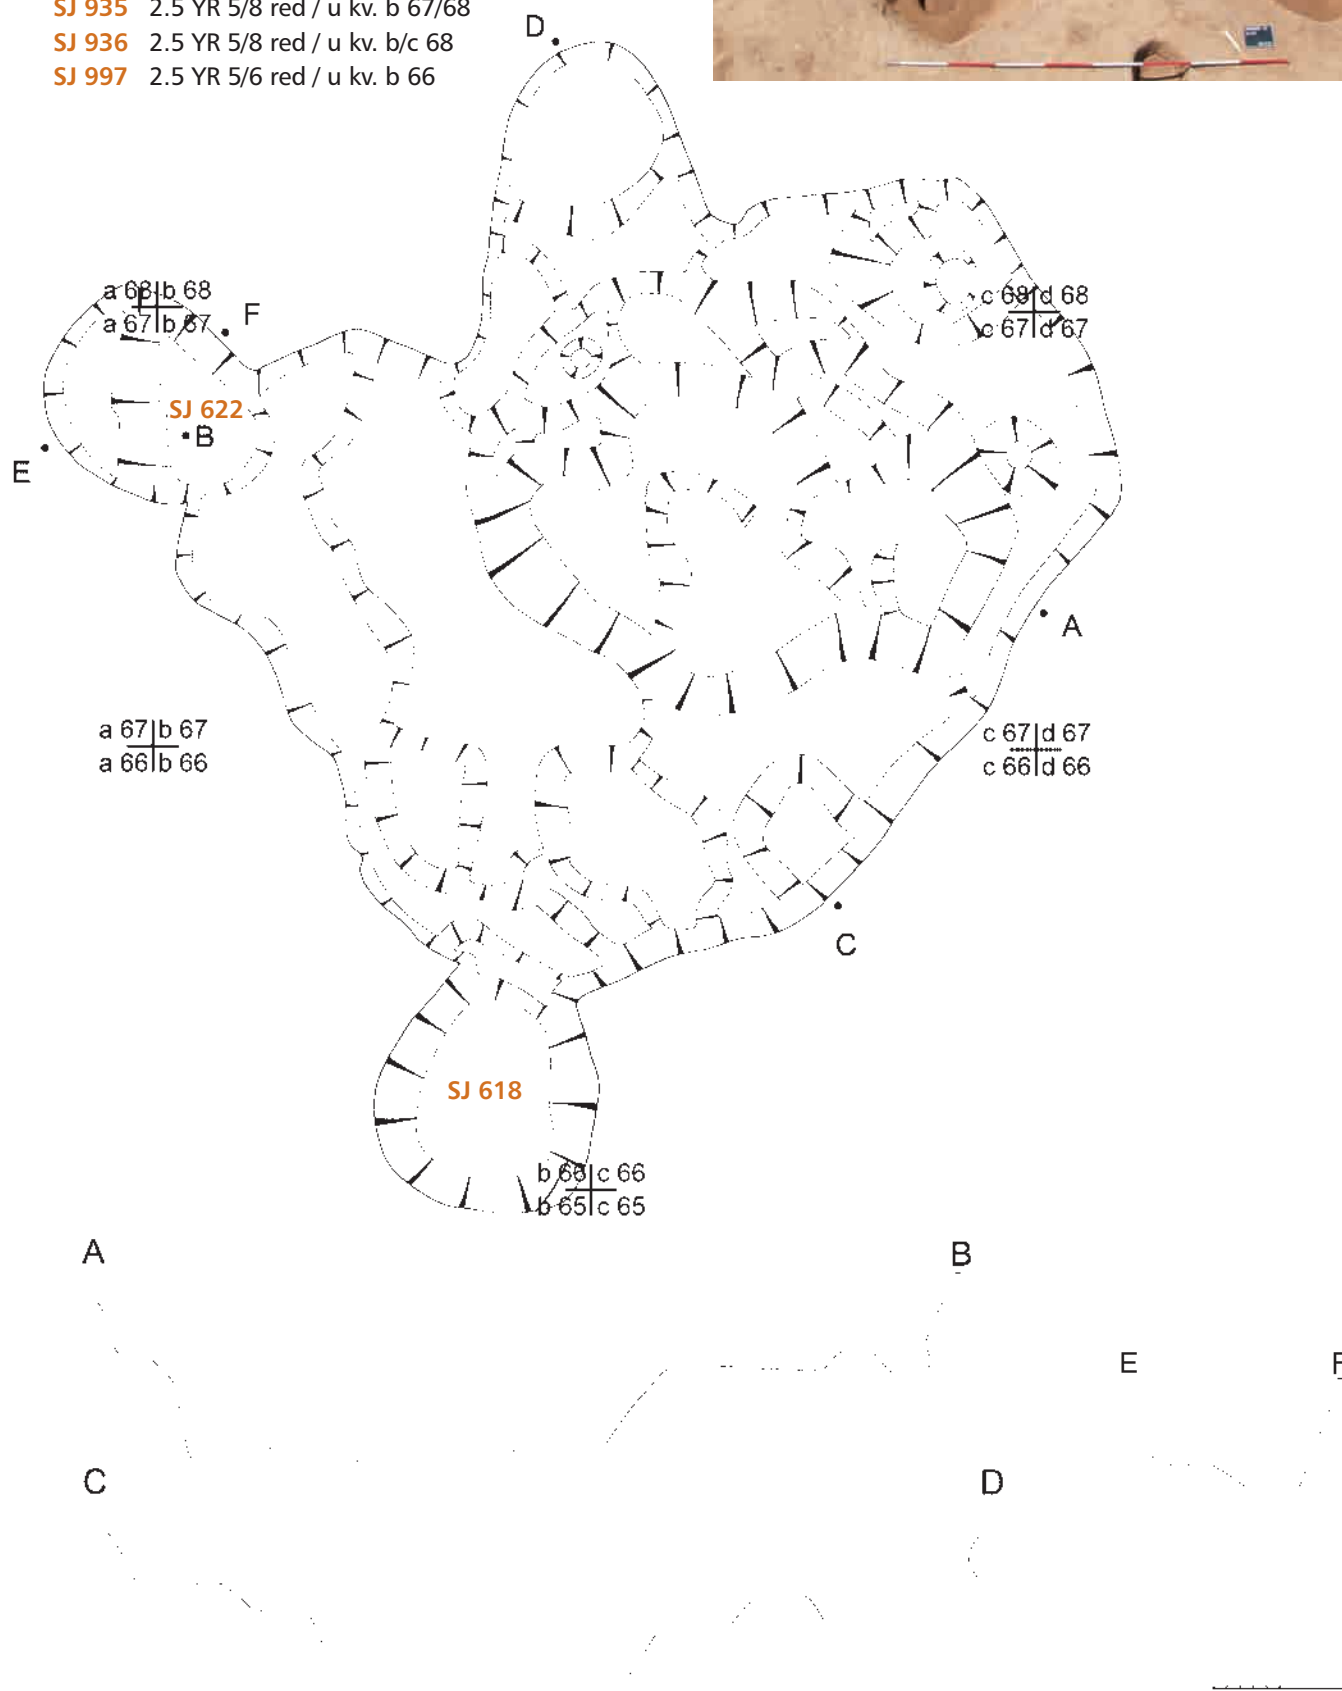 SJ 935 2.5 YR 5/8 red / u kv. b 67/68
SJ 936 2.5 YR 5/8 red / u kv. b/c 68
SJ 997 2.5 YR 5/6 red / u kv. b 66
D
a 68 b 68
a 67 b 67
F
c 68 d 68
c 67 d 67
SJ 622
B
E
A
a 67 b 67
a 66 b 66
c 67 d 67
c 66 d 66
C
SJ 618
b 66 c 66
b 65 c 65
A B
E F
C D